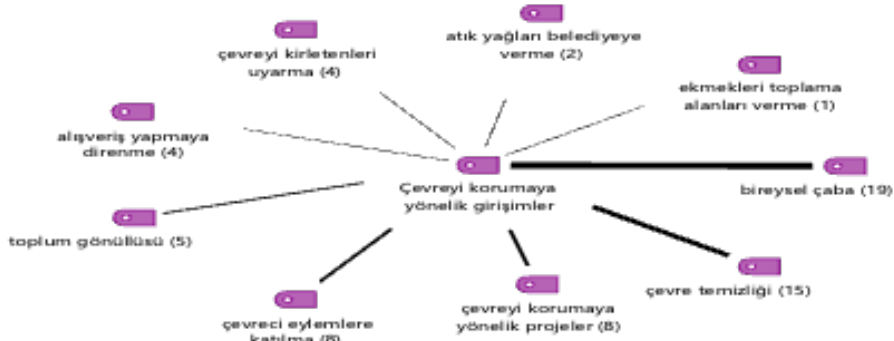 çevreyi kirletenleri
uyarma (4)
atık yağları belediyeye
verme (2)
ekmekleri toplama
alanları verme (1)
alışveriş yapmaya
direnme (4)
Çevreyi korumaya
yönelik girişimler
bireysel çaba (19)
toplum gönüllüsü (5)
çevre temizliği (15)
çevreci eylemlere
katılma (8)
çevreyi korumaya
yönelik projeler (8)